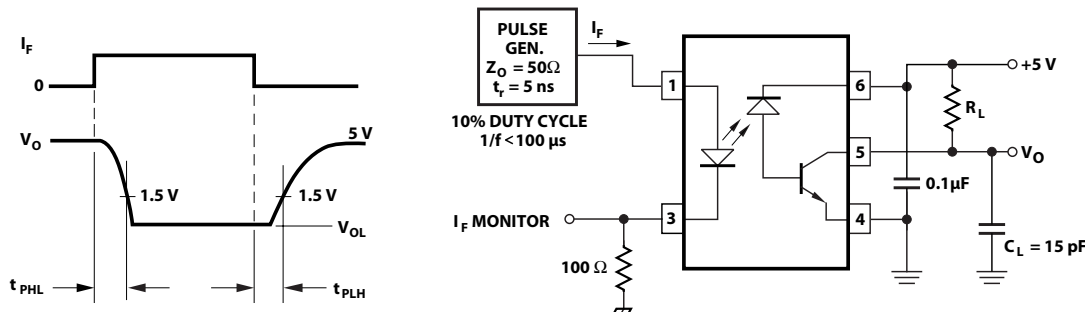 I_F
0
V_O
5 V
1.5 V
1.5 V
V_OL
t_PHL
t_PLH
PULSE
GEN.
Z_O = 50Ω
t_r = 5 ns
I_F
10% DUTY CYCLE
1/f < 100 µs
1
6
+5 V
R_L
5
V_O
0.1µF
I_F MONITOR
3
4
100 Ω
C_L = 15 pF